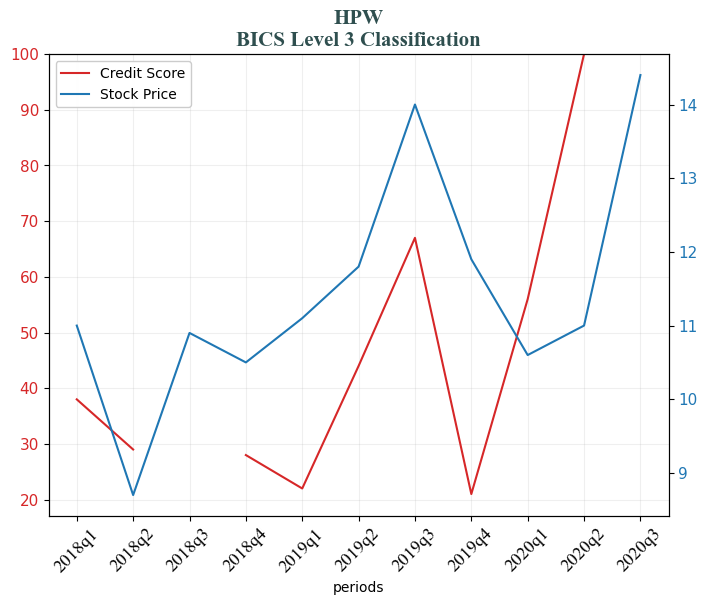 HPW
BICS Level 3 Classification
Credit Score
Stock Price
100
90
80
70
60
50
40
30
20
14
13
12
11
10
9
2018q1
2018q2
2018q3
2018q4
2019q1
2019q2
2019q3
2019q4
2020q1
2020q2
2020q3
periods